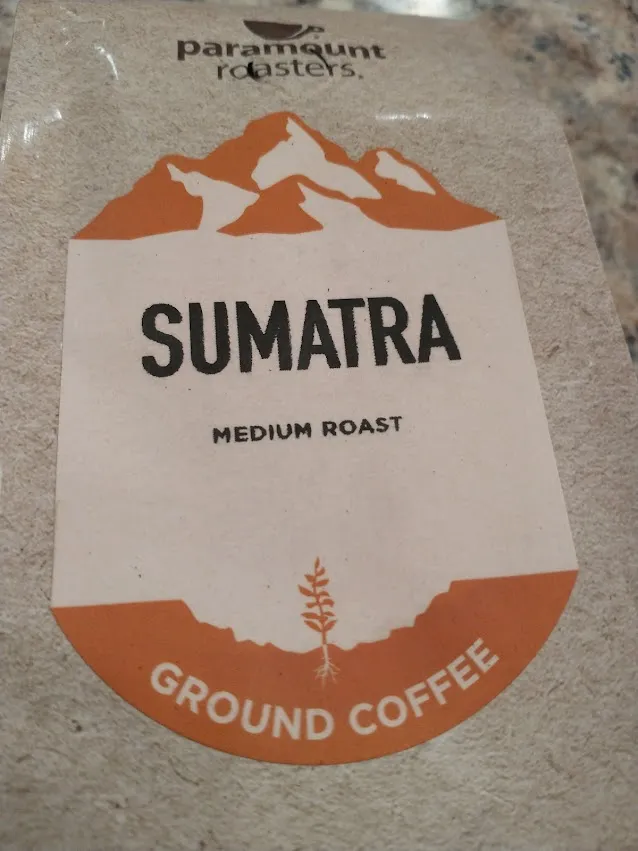 paramount
roasters.
SUMATRA
MEDIUM ROAST
GROUND COFFEE